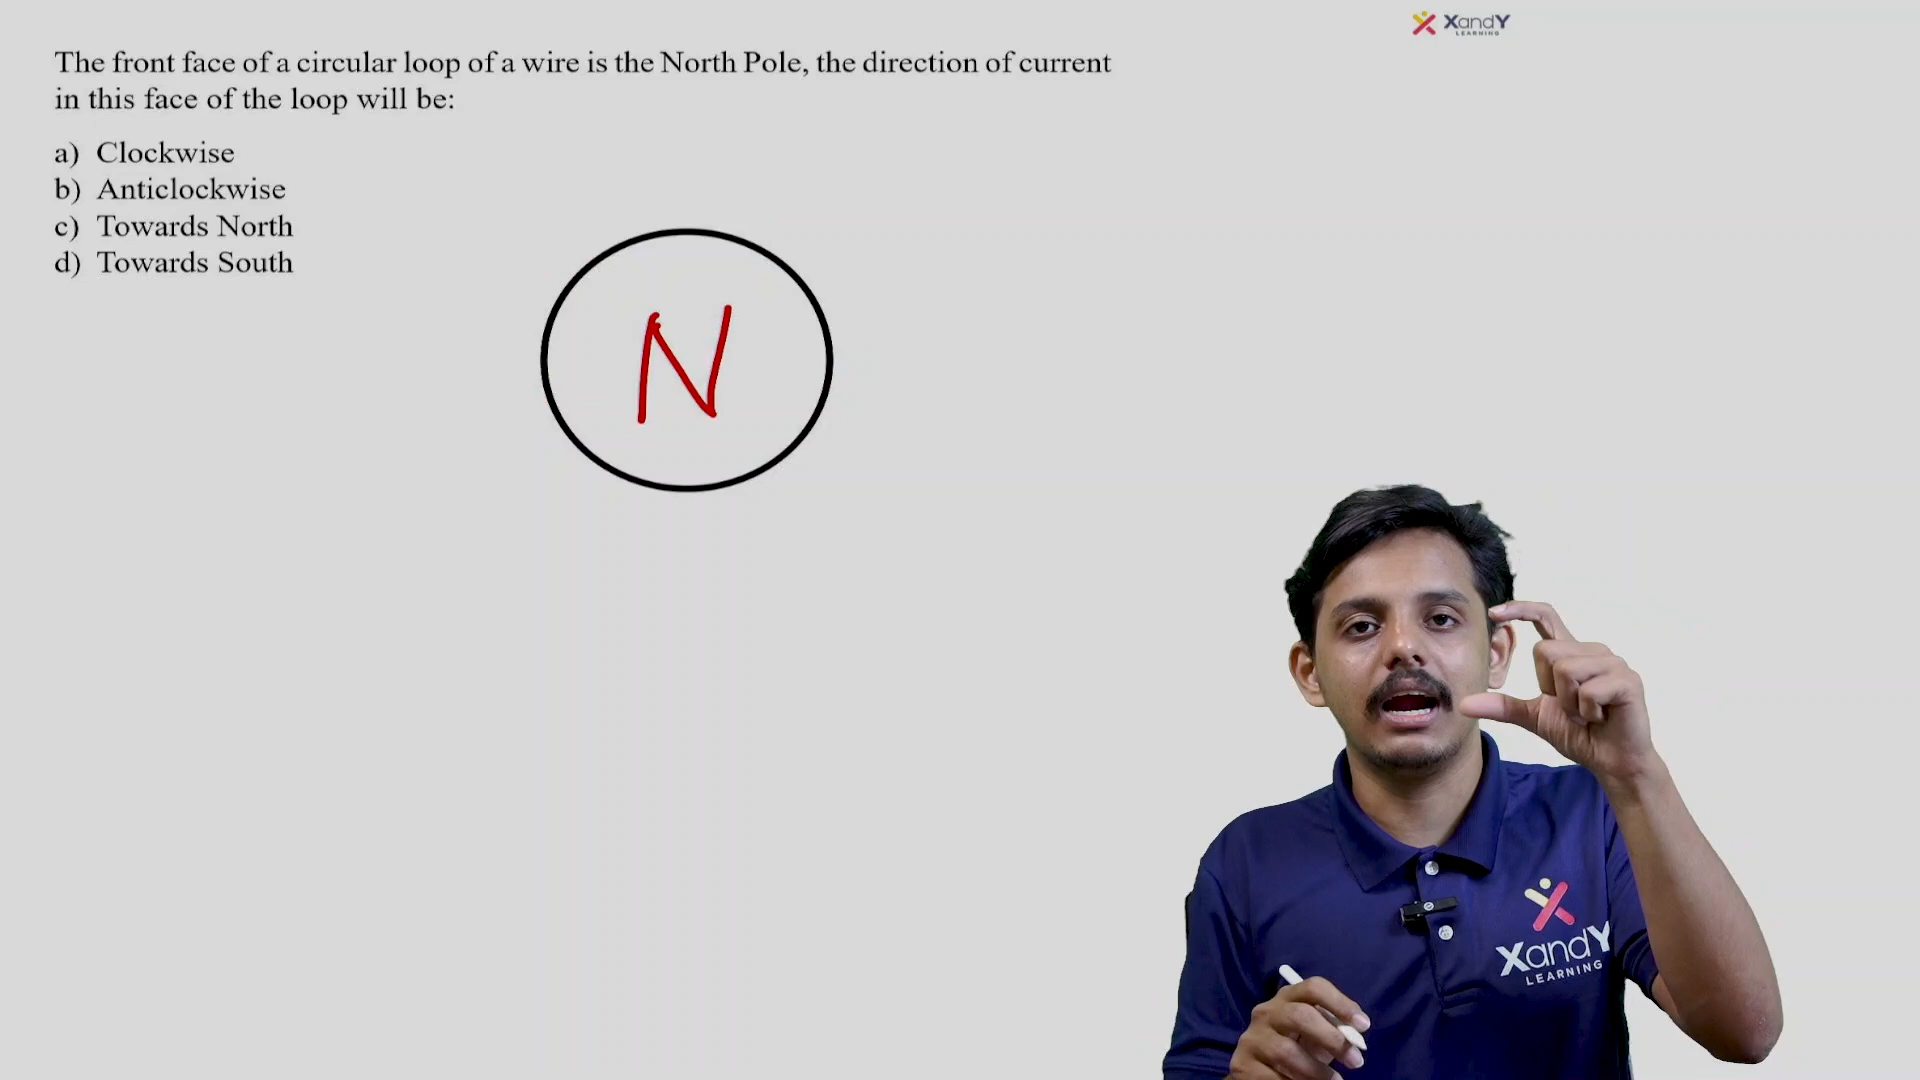 XandY
LEARNING
The front face of a circular loop of a wire is the North Pole, the direction of current
in this face of the loop will be:
a) Clockwise
b) Anticlockwise
c) Towards North
d) Towards South
N
XandY
LEARNING